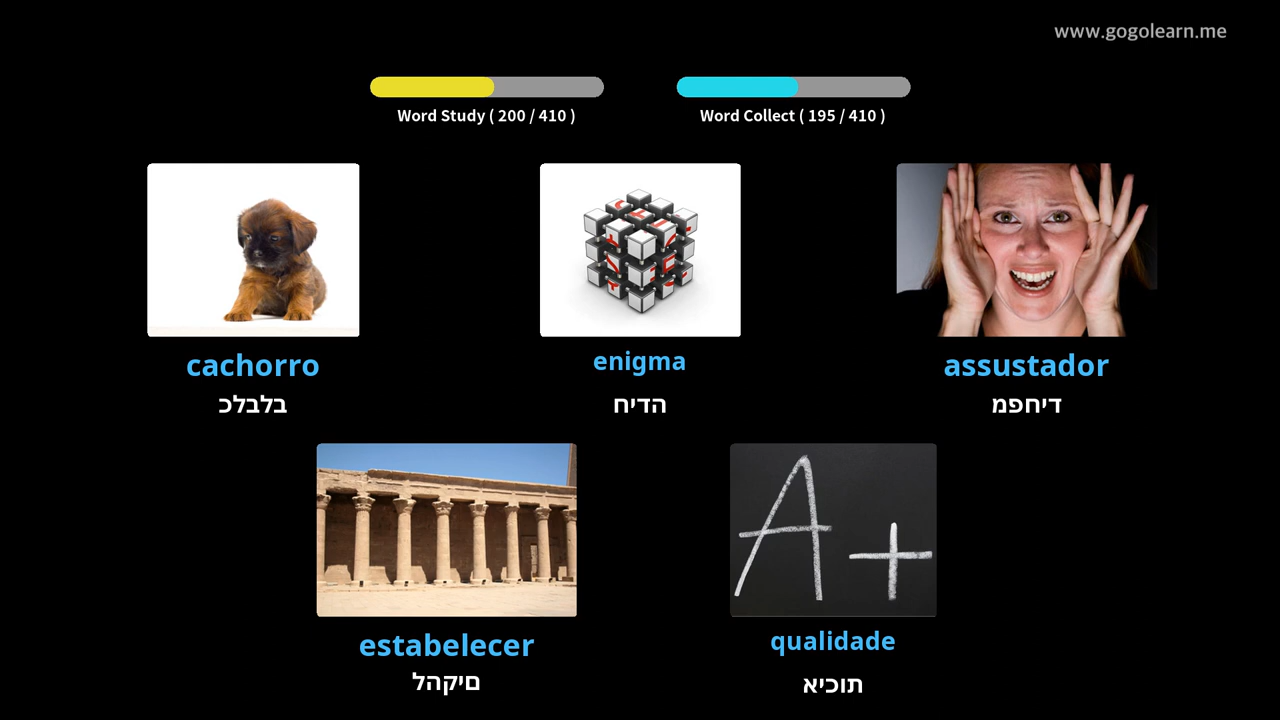 www.gogolearn.me
Word Study ( 200 / 410 )
Word Collect ( 195 / 410 )
cachorro
בלבלכ
enigma
הדיח
assustador
דיחפמ
estabelecer
םיקהל
A+
qualidade
תוכיא